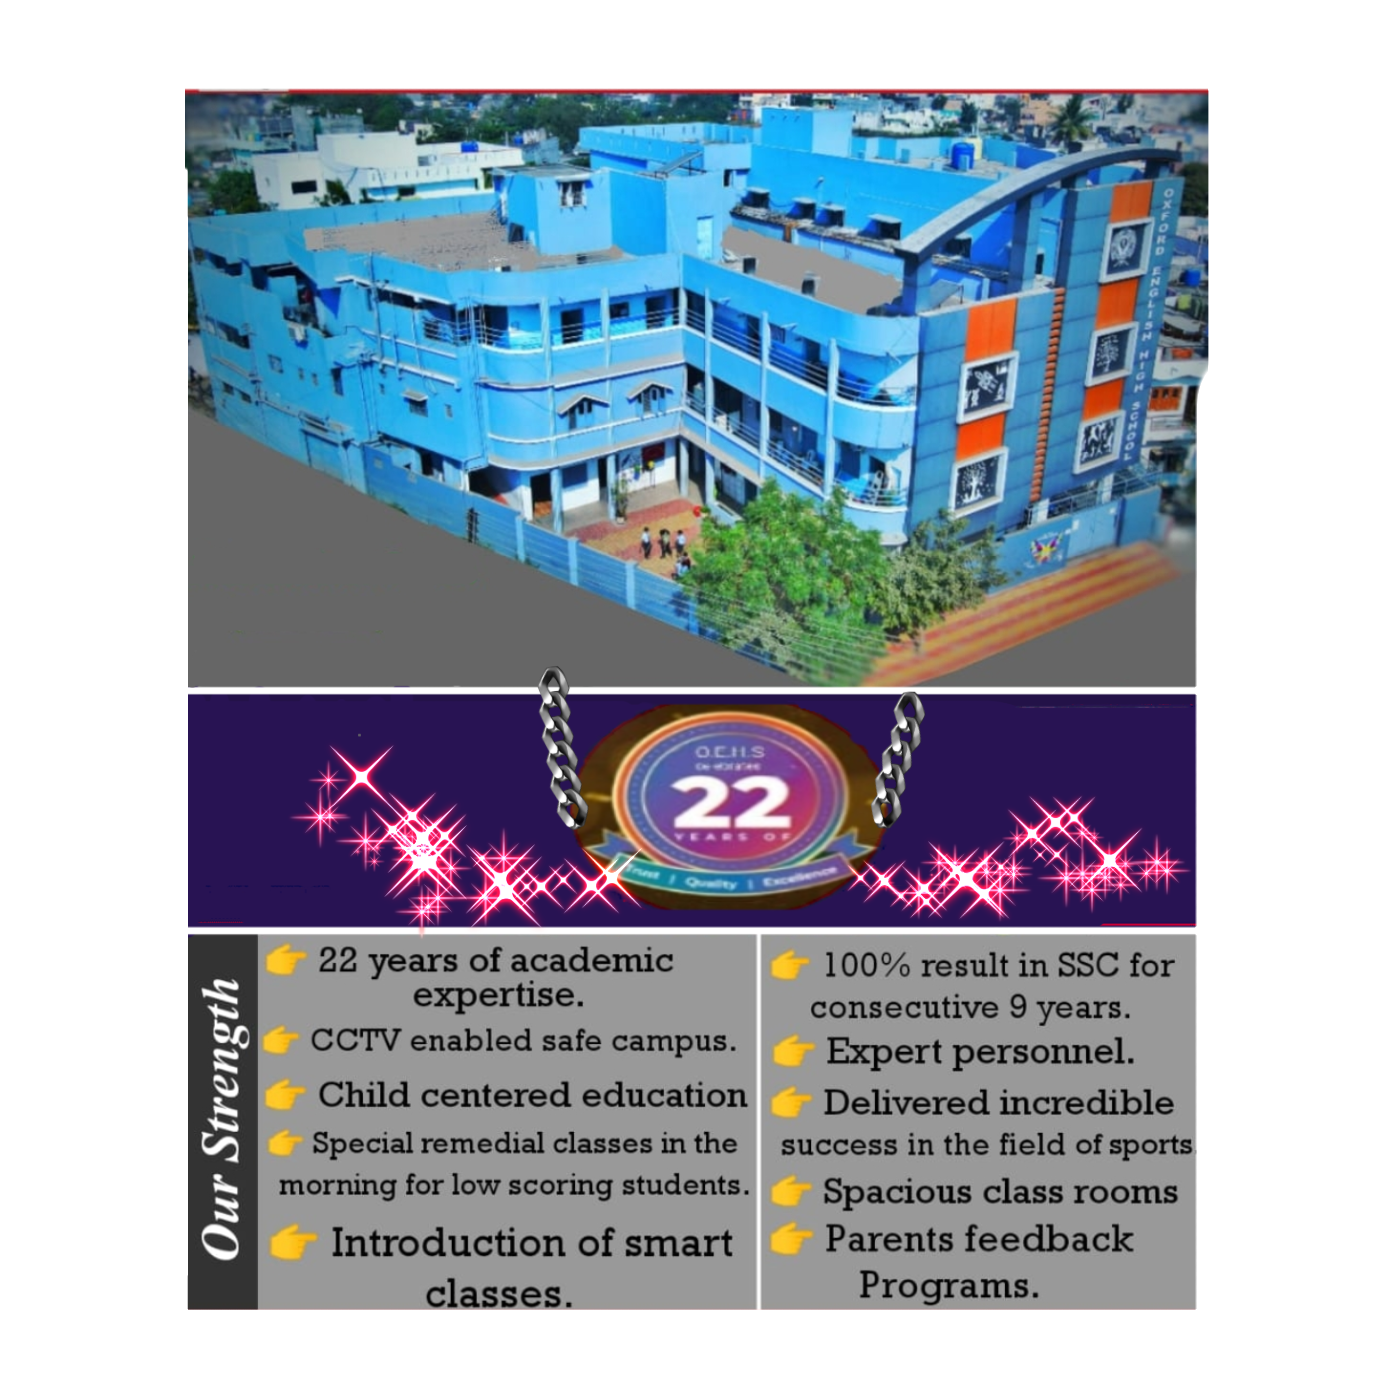 OXFORD ENGLISH HIGH SCHOOL
O.E.H.S
22
YEARS OF
Trust | Quality | Excellence
Our Strength
👉 22 years of academic
expertise.
👉 CCTV enabled safe campus.
👉 Child centered education
👉 Special remedial classes in the
morning for low scoring students.
👉 Introduction of smart
classes.
👉 100% result in SSC for
consecutive 9 years.
👉 Expert personnel.
👉 Delivered incredible
success in the field of sports.
👉 Spacious class rooms
👉 Parents feedback
Programs.